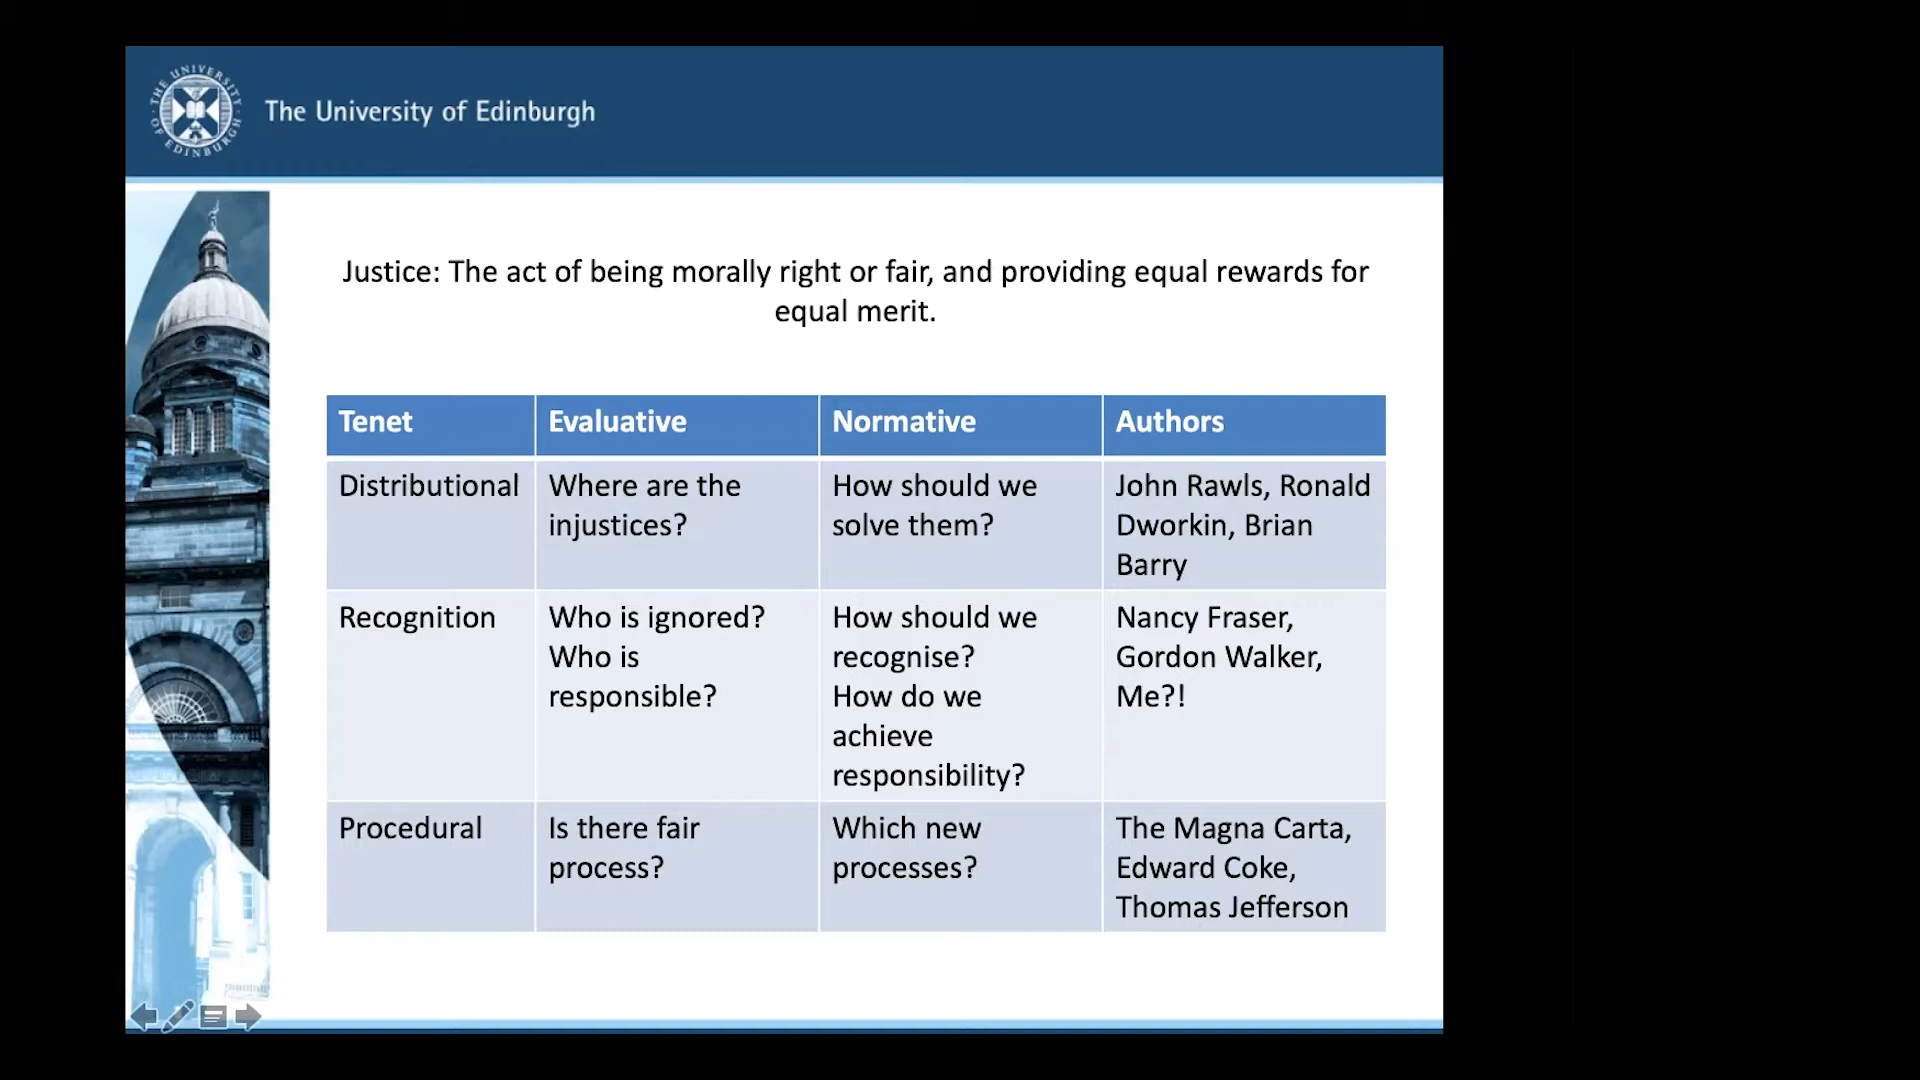 THE UNIVERSITY OF EDINBURGH
The University of Edinburgh
Justice: The act of being morally right or fair, and providing equal rewards for
equal merit.
Tenet
Evaluative
Normative
Authors
Distributional
Where are the
injustices?
How should we
solve them?
John Rawls, Ronald
Dworkin, Brian
Barry
Recognition
Who is ignored?
Who is
responsible?
How should we
recognise?
How do we
achieve
responsibility?
Nancy Fraser,
Gordon Walker,
Me?!
Procedural
Is there fair
process?
Which new
processes?
The Magna Carta,
Edward Coke,
Thomas Jefferson